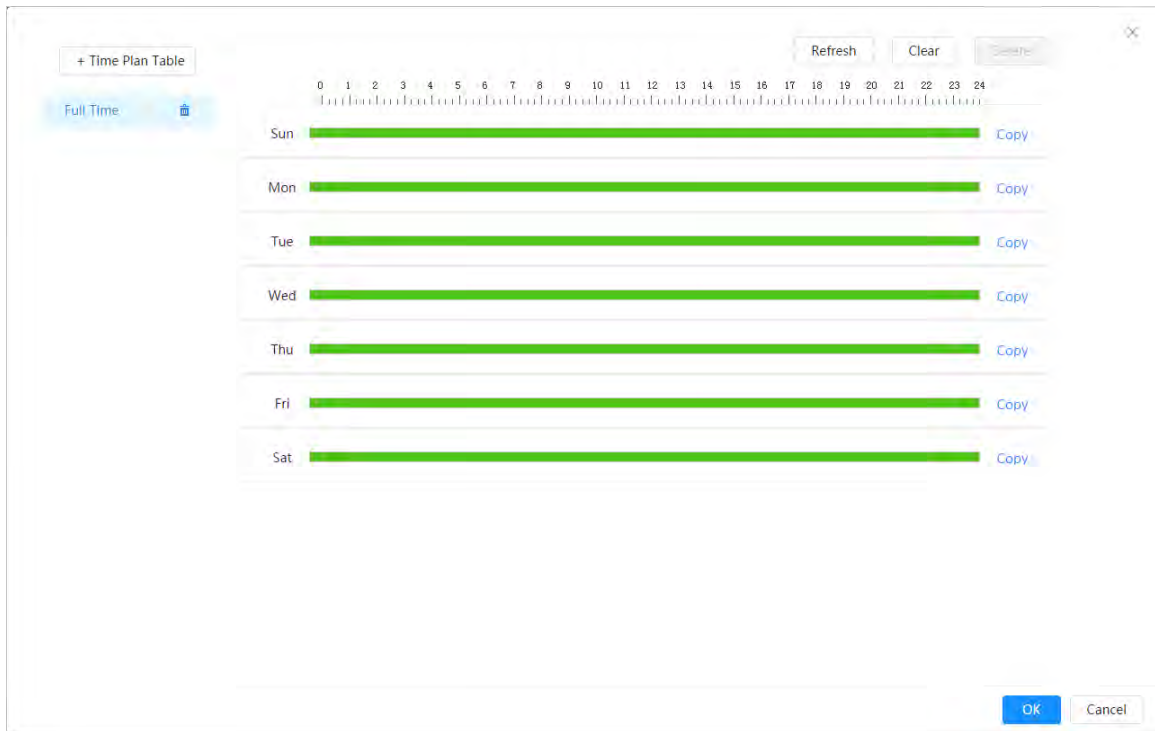 + Time Plan Table
Refresh Clear Delete
0 1 2 3 4 5 6 7 8 9 10 11 12 13 14 15 16 17 18 19 20 21 22 23 24
Full Time
Sun Copy
Mon Copy
Tue Copy
Wed Copy
Thu Copy
Fri Copy
Sat Copy
OK Cancel